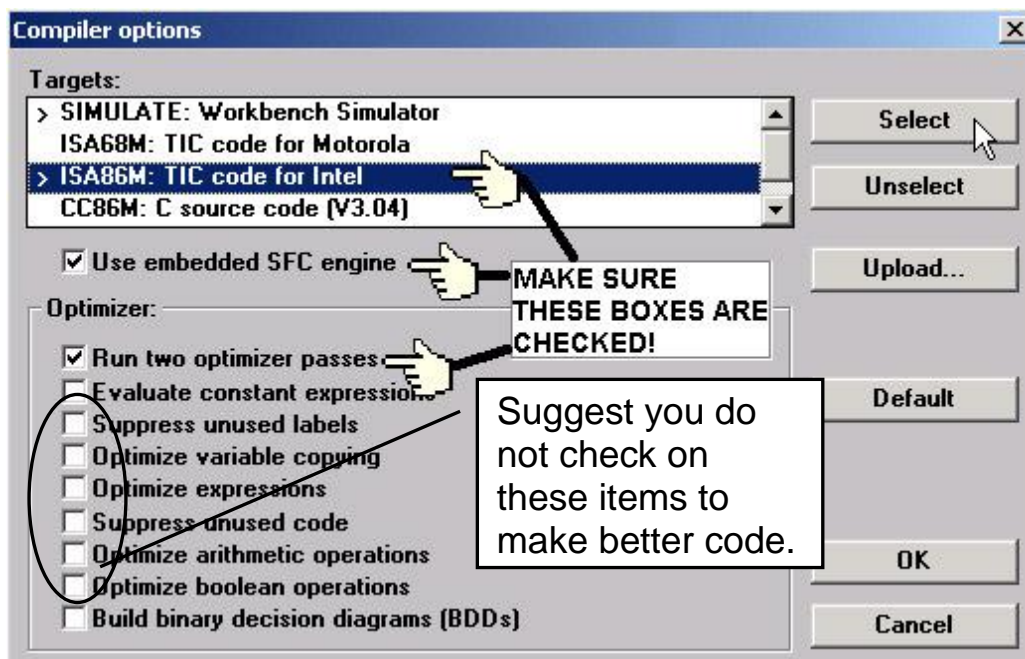 Compiler options
Targets:
> SIMULATE: Workbench Simulator
ISA68M: TIC code for Motorola
> ISA86M: TIC code for Intel
CC86M: C source code (V3.04)
Select
Unselect
Upload...
Use embedded SFC engine
MAKE SURE
THESE BOXES ARE
CHECKED!
Optimizer:
Run two optimizer passes
Evaluate constant expressions
Suppress unused labels
Optimize variable copying
Optimize expressions
Suppress unused code
Optimize arithmetic operations
Optimize boolean operations
Build binary decision diagrams (BDDs)
Suggest you do
not check on
these items to
make better code.
Default
OK
Cancel